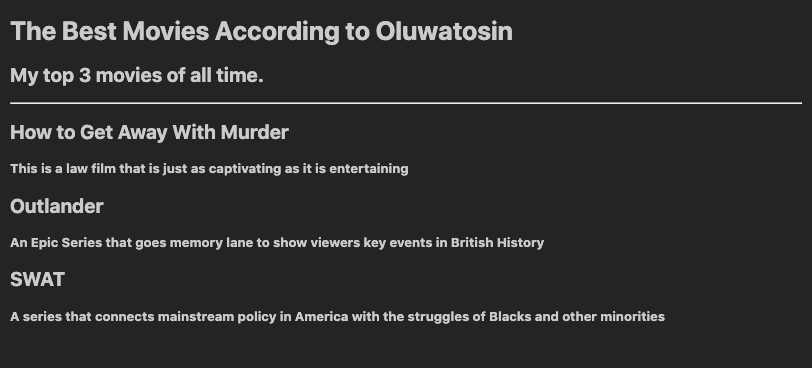 The Best Movies According to Oluwatosin
My top 3 movies of all time.
How to Get Away With Murder
This is a law film that is just as captivating as it is entertaining
Outlander
An Epic Series that goes memory lane to show viewers key events in British History
SWAT
A series that connects mainstream policy in America with the struggles of Blacks and other minorities